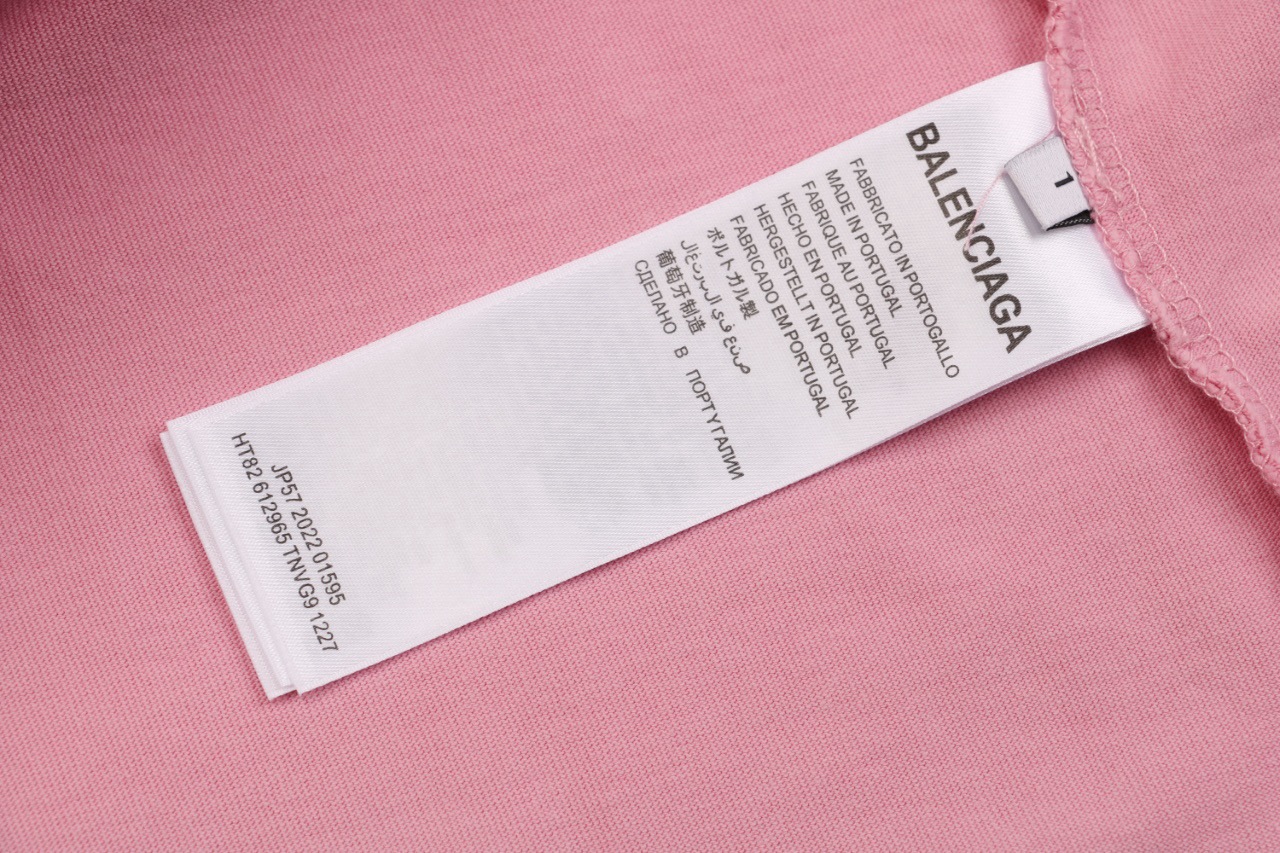 BALENCIAGA
FABBRICATO IN PORTOGALLO
MADE IN PORTUGAL
FABRIQUE AU PORTUGAL
HECHO EN PORTUGAL
HERGESTELLT IN PORTUGAL
FABRICADO EM PORTUGAL
ポルトガル製
صنع في البرتغال
葡萄牙制造
СДЕЛАНО В ПОРТУГАЛИИ
JP57 2022 01595
HT82 612965 TNVG9 1227
1